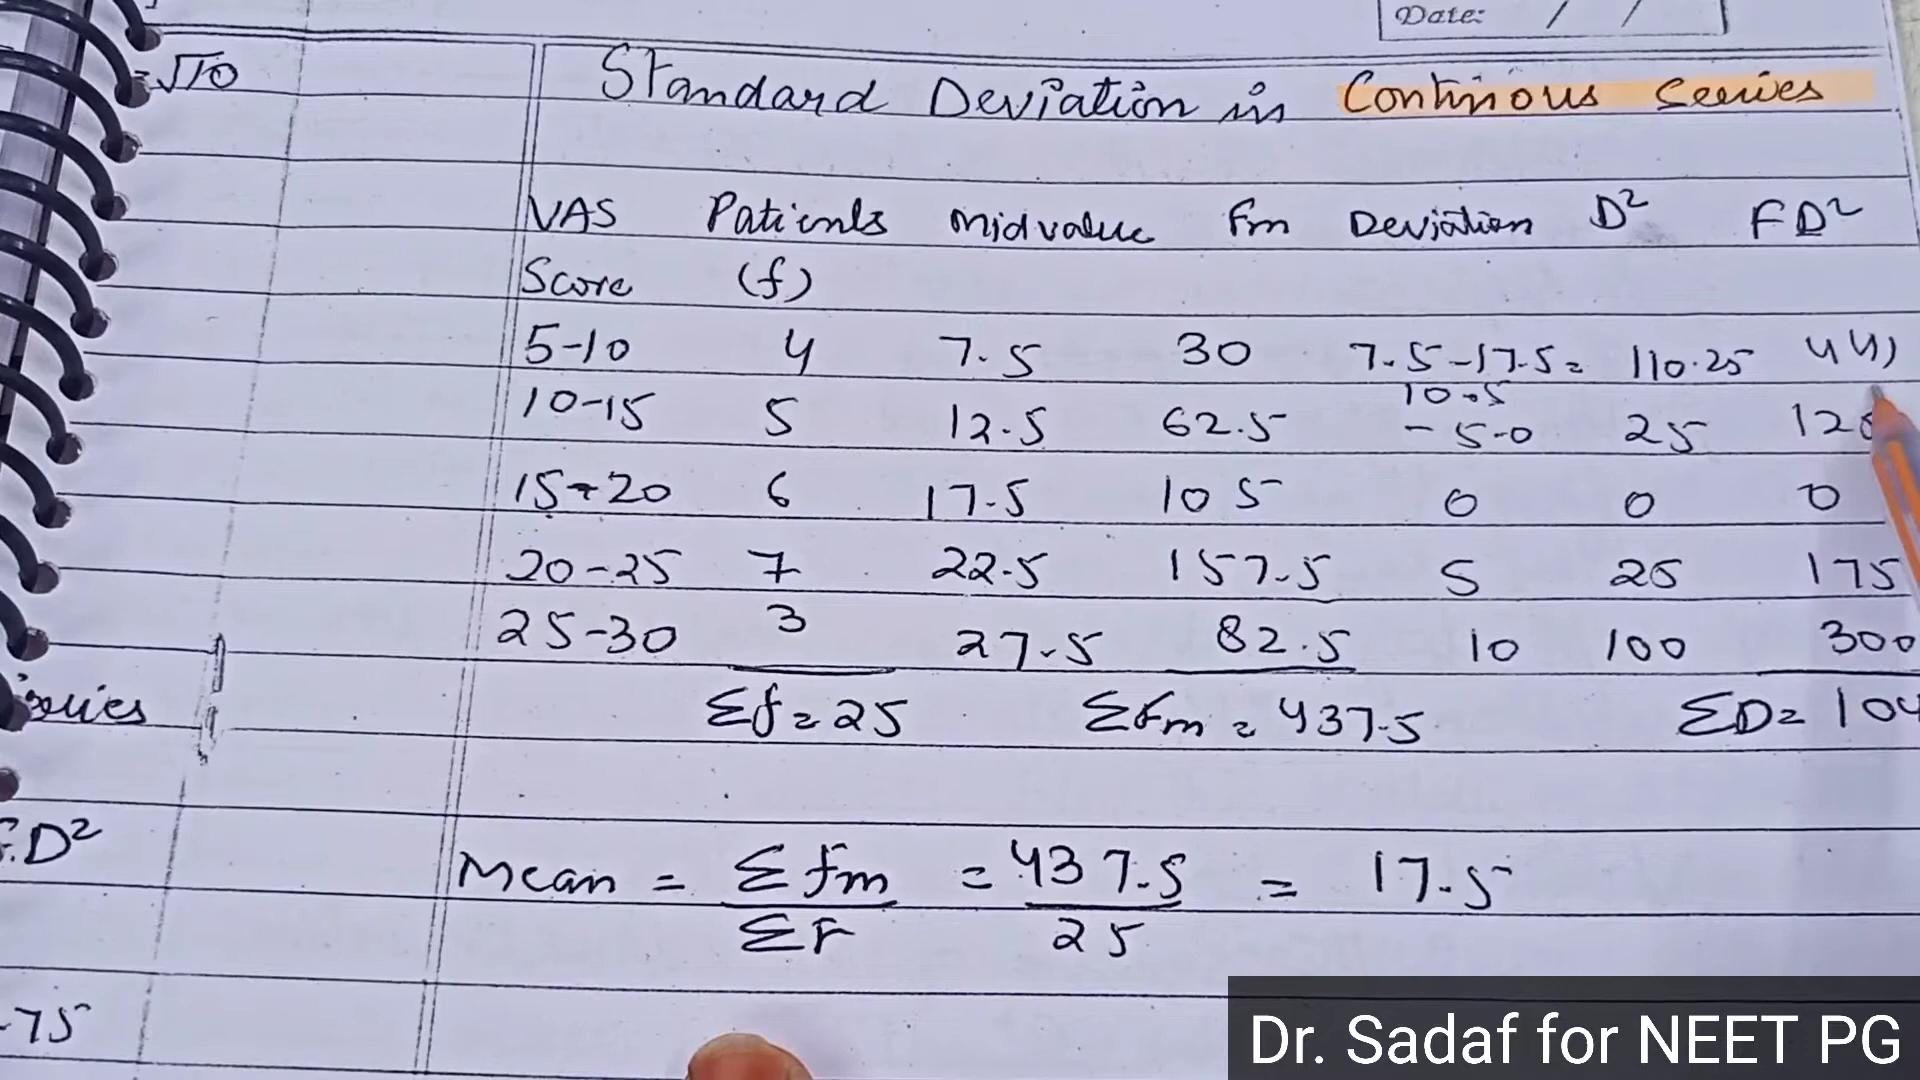 Date: / /
=√10
Standard Deviation in Continious Seeries
VAS Patients midvalue Fm Deviation D² FD²
Score (f)
5-10 4 7.5 30 7.5-17.5= 110.25 441
10.5
10-15 5 12.5 62.5 -5.0 25 12
15-20 6 17.5 105 0 0 0
20-25 7 22.5 157.5 5 25 175
25-30 3 27.5 82.5 10 100 300
Σf=25 Σfm=437.5 ΣD=104
F.D²
Mean = Σfm = 437.5 = 17.5
ΣF 25
-75
Dr. Sadaf for NEET PG